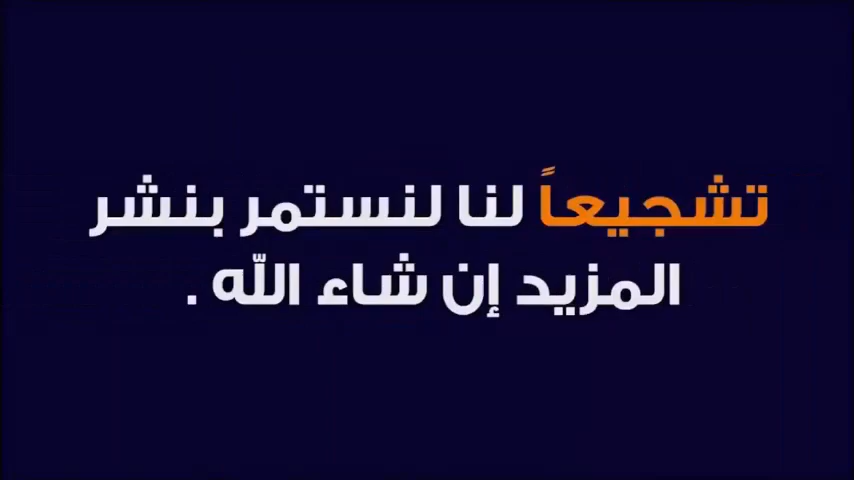 تشجيعاً لنا لنستمر بنشر
المزيد إن شاء الله .